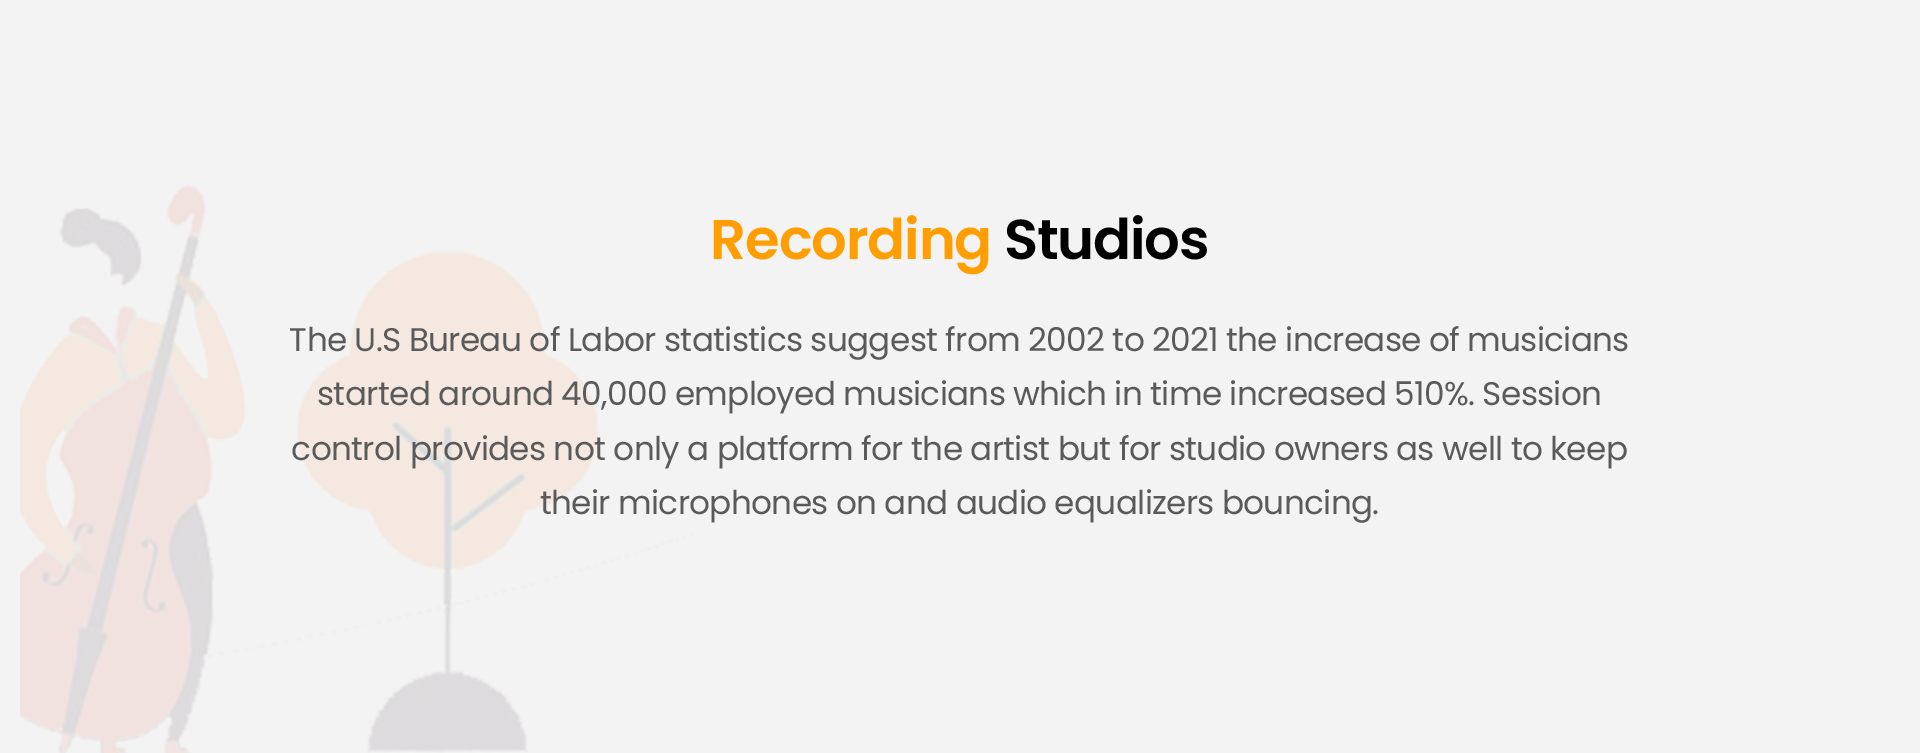 Recording Studios
The U.S Bureau of Labor statistics suggest from 2002 to 2021 the increase of musicians
started around 40,000 employed musicians which in time increased 510%. Session
control provides not only a platform for the artist but for studio owners as well to keep
their microphones on and audio equalizers bouncing.